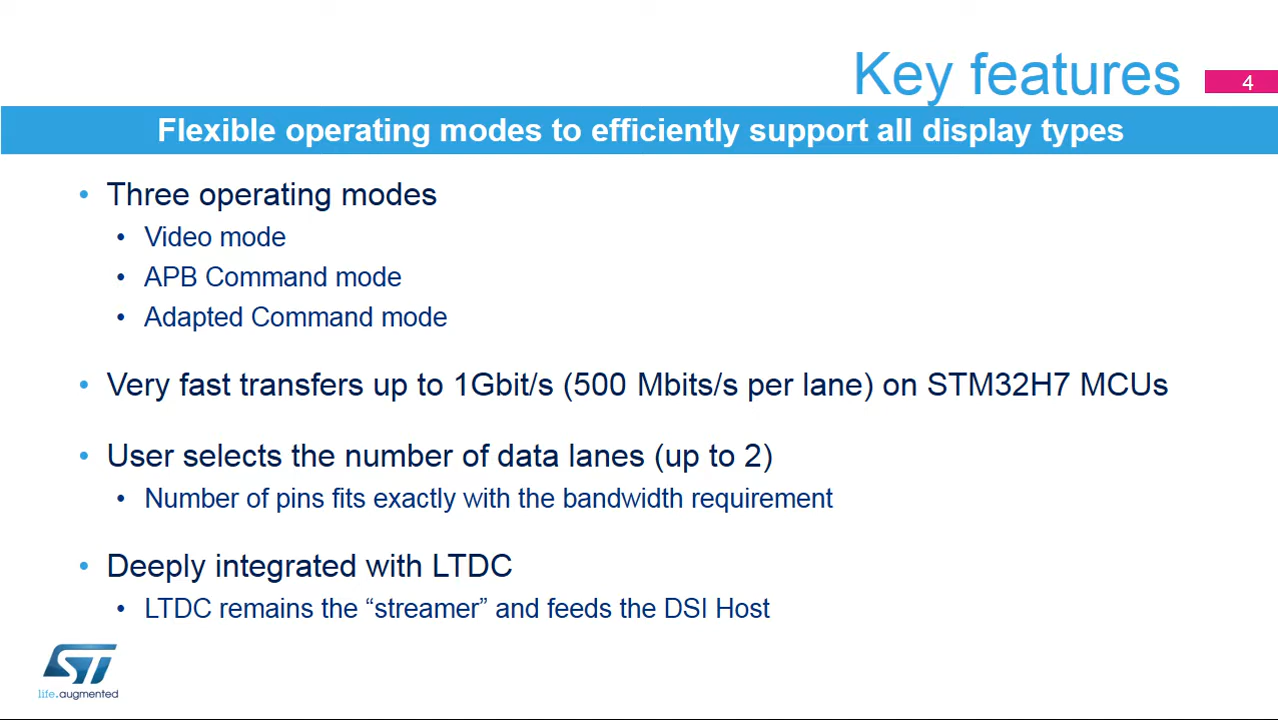 Key features
4
Flexible operating modes to efficiently support all display types
• Three operating modes
• Video mode
• APB Command mode
• Adapted Command mode
• Very fast transfers up to 1Gbit/s (500 Mbits/s per lane) on STM32H7 MCUs
• User selects the number of data lanes (up to 2)
• Number of pins fits exactly with the bandwidth requirement
• Deeply integrated with LTDC
• LTDC remains the “streamer” and feeds the DSI Host
ST
life.augmented